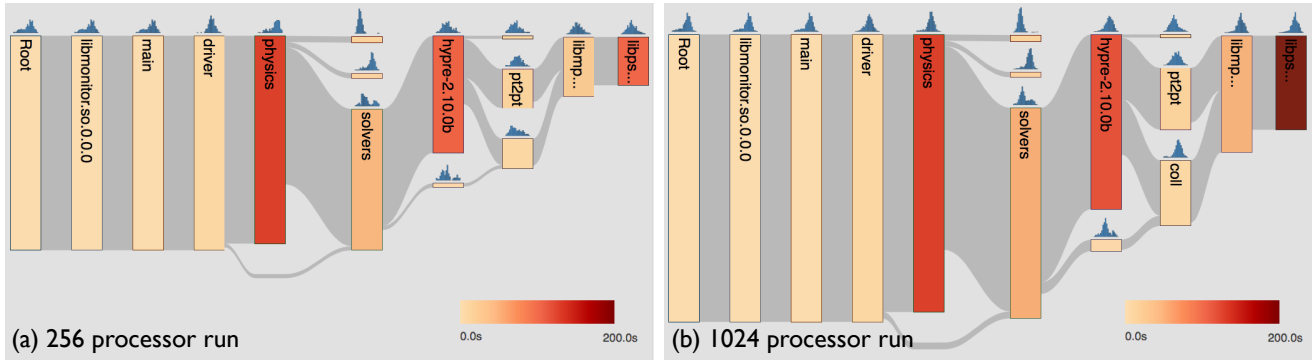 Root
libmonitor.so.0.0.0
main
driver
physics
solvers
hypre-2.10.0b
pt2pt
libmp...
libps...
0.0s
200.0s
(a) 256 processor run
Root
libmonitor.so.0.0.0
main
driver
physics
solvers
hypre-2.10.0b
pt2pt
coll
libmp...
libps...
0.0s
200.0s
(b) 1024 processor run